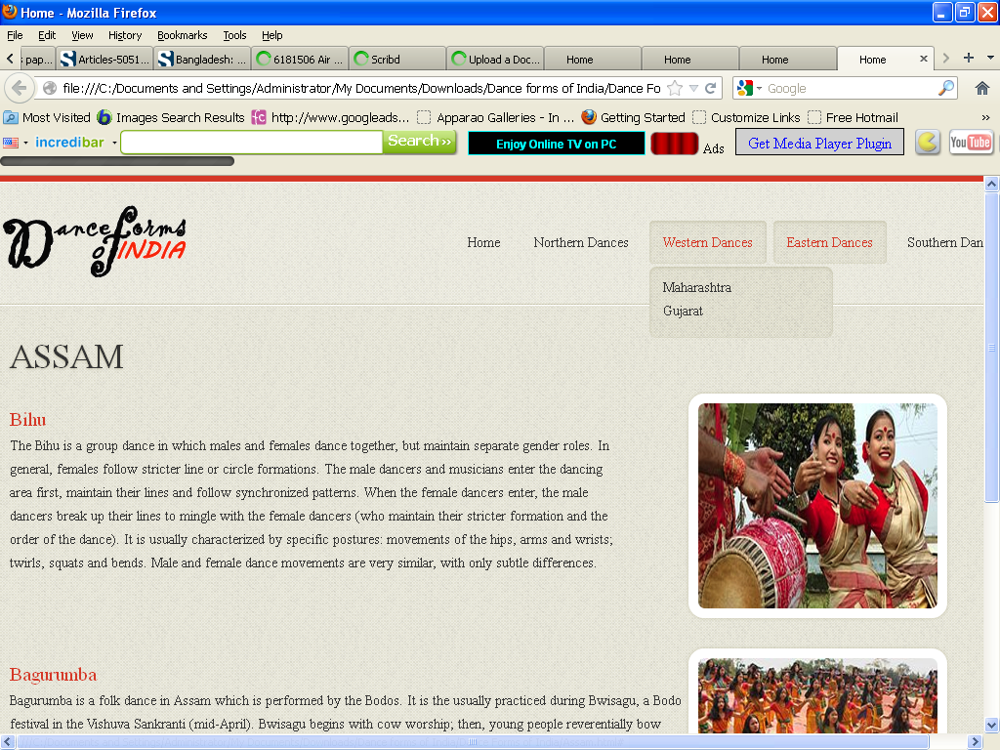 Home - Mozilla Firefox
File Edit View History Bookmarks Tools Help
s pap... Articles-5051... Bangladesh: ... 6181506 Air ... Scribd Upload a Doc... Home Home Home Home
file:///C:/Documents and Settings/Administrator/My Documents/Downloads/Dance forms of India/Dance Fo Google
Most Visited Images Search Results http://www.googleads... Apparao Galleries - In ... Getting Started Customize Links Free Hotmail »
incredibar Search›› Enjoy Online TV on PC Ads Get Media Player Plugin YouTube
Dance forms
of INDIA
Home Northern Dances Western Dances Eastern Dances Southern Dan
Maharashtra
Gujarat
ASSAM
Bihu
The Bihu is a group dance in which males and females dance together, but maintain separate gender roles. In
general, females follow stricter line or circle formations. The male dancers and musicians enter the dancing
area first, maintain their lines and follow synchronized patterns. When the female dancers enter, the male
dancers break up their lines to mingle with the female dancers (who maintain their stricter formation and the
order of the dance). It is usually characterized by specific postures: movements of the hips, arms and wrists;
twirls, squats and bends. Male and female dance movements are very similar, with only subtle differences.
Bagurumba
Bagurumba is a folk dance in Assam which is performed by the Bodos. It is the usually practiced during Bwisagu, a Bodo
festival in the Vishuva Sankranti (mid-April). Bwisagu begins with cow worship; then, young people reverentially bow